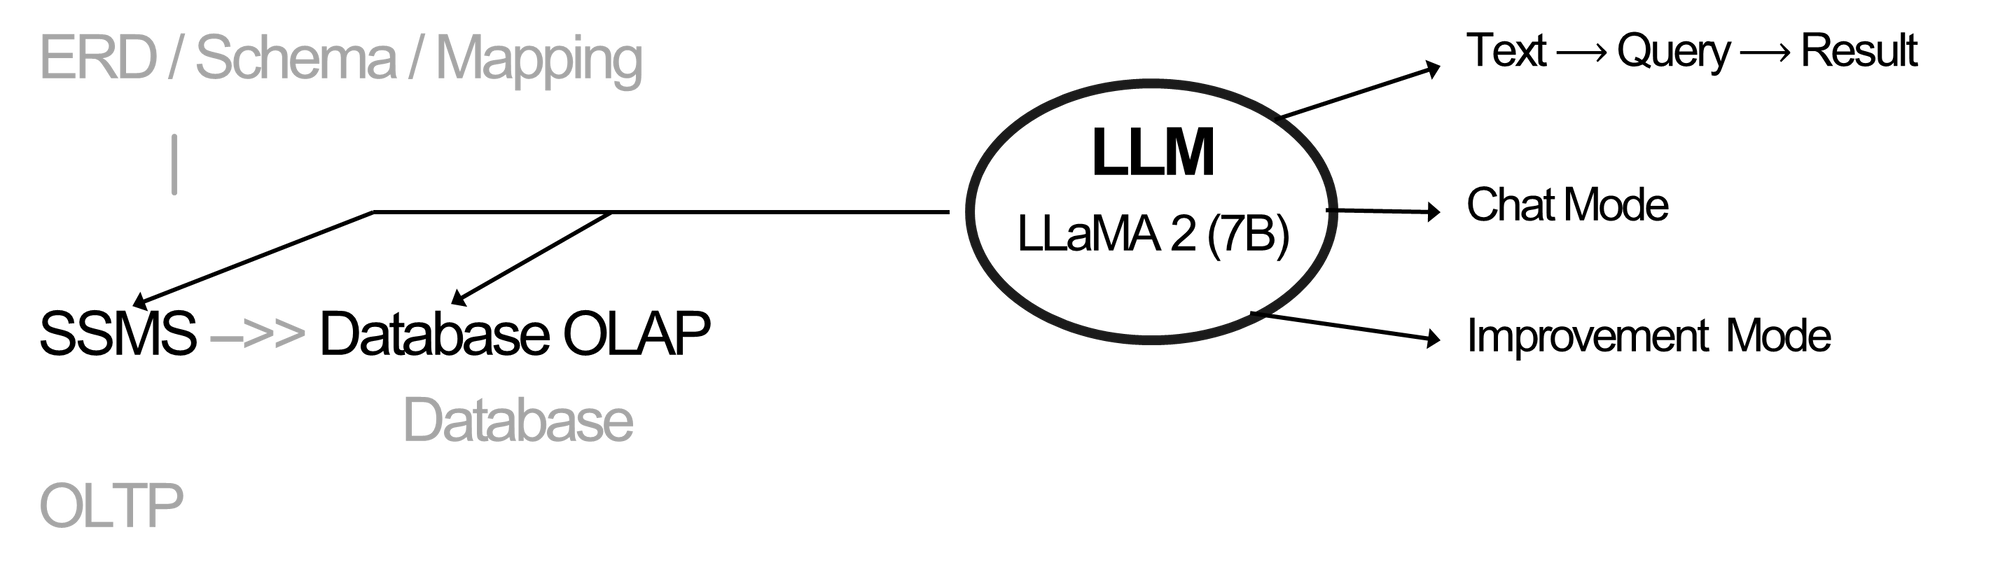 ERD / Schema / Mapping
SSMS –>> Database OLAP
Database
OLTP
LLM
LLaMA 2 (7B)
Text → Query → Result
Chat Mode
Improvement Mode